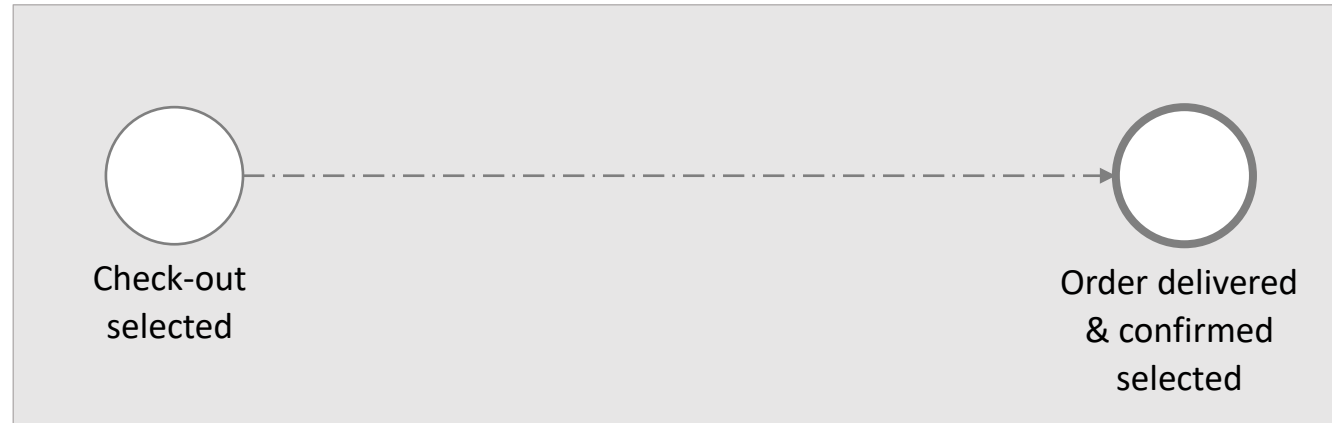 Check-out
selected
Order delivered
& confirmed
selected